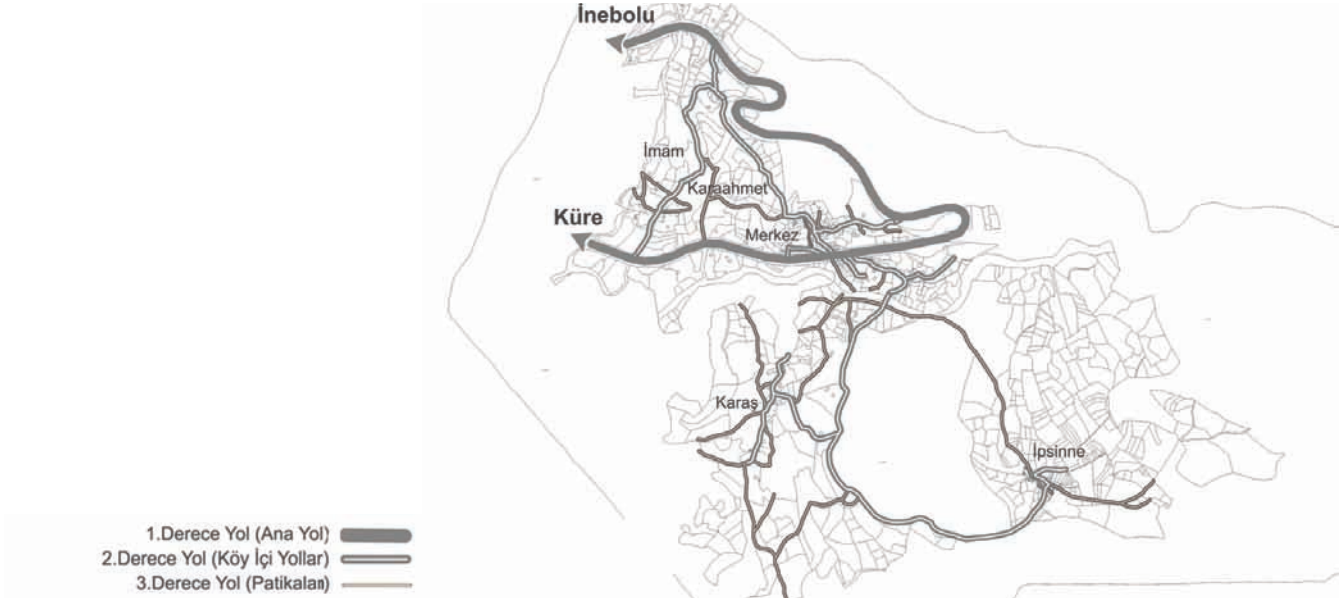 İnebolu
İmam
Karaahmet
Küre
Merkez
Karaş
İpsinne
1.Derece Yol (Ana Yol)
2.Derece Yol (Köy İçi Yollar)
3.Derece Yol (Patikaları)